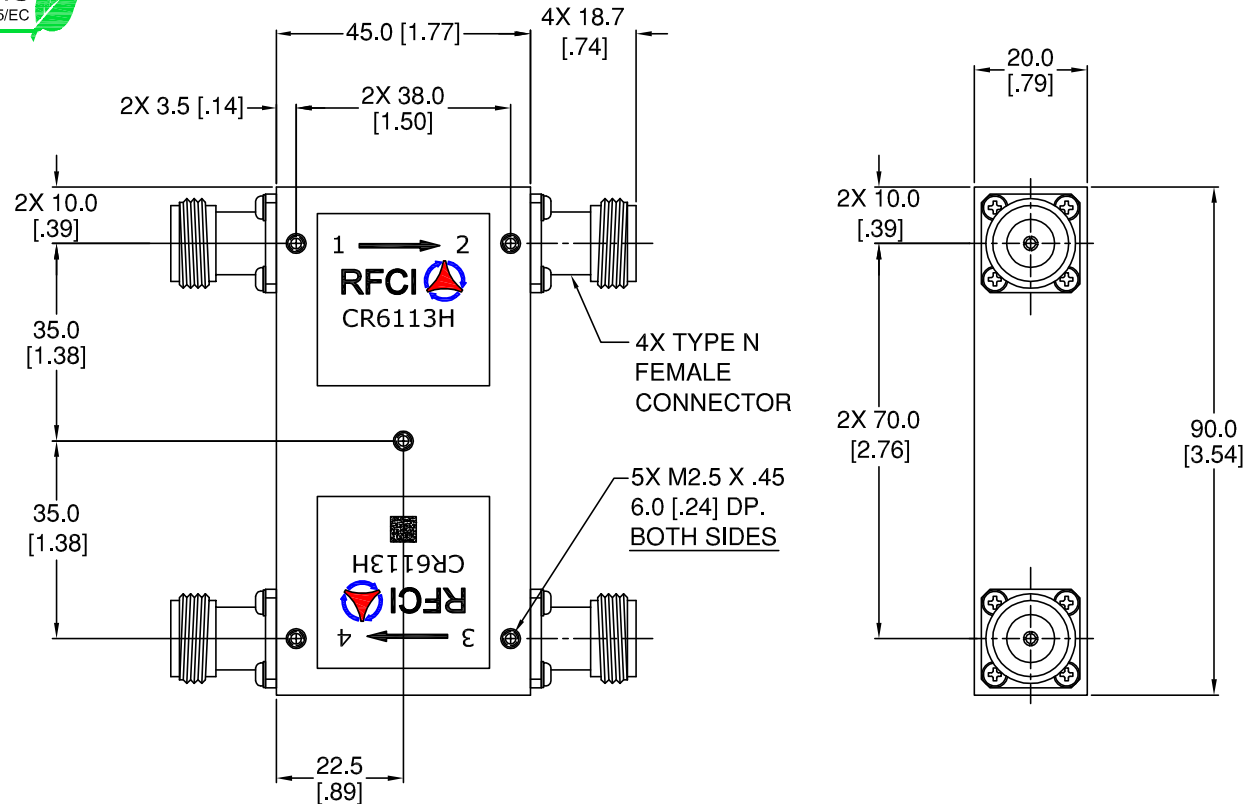 5/EC
45.0 [1.77]
4X 18.7
[.74]
20.0
[.79]
2X 3.5 [.14]
2X 38.0
[1.50]
2X 10.0
[.39]
2X 10.0
[.39]
1
2
RFCI
CR6113H
35.0
[1.38]
4X TYPE N
FEMALE
CONNECTOR
2X 70.0
[2.76]
90.0
[3.54]
5X M2.5 X .45
6.0 [.24] DP.
BOTH SIDES
35.0
[1.38]
CR6113H
RFCI
3
4
22.5
[.89]